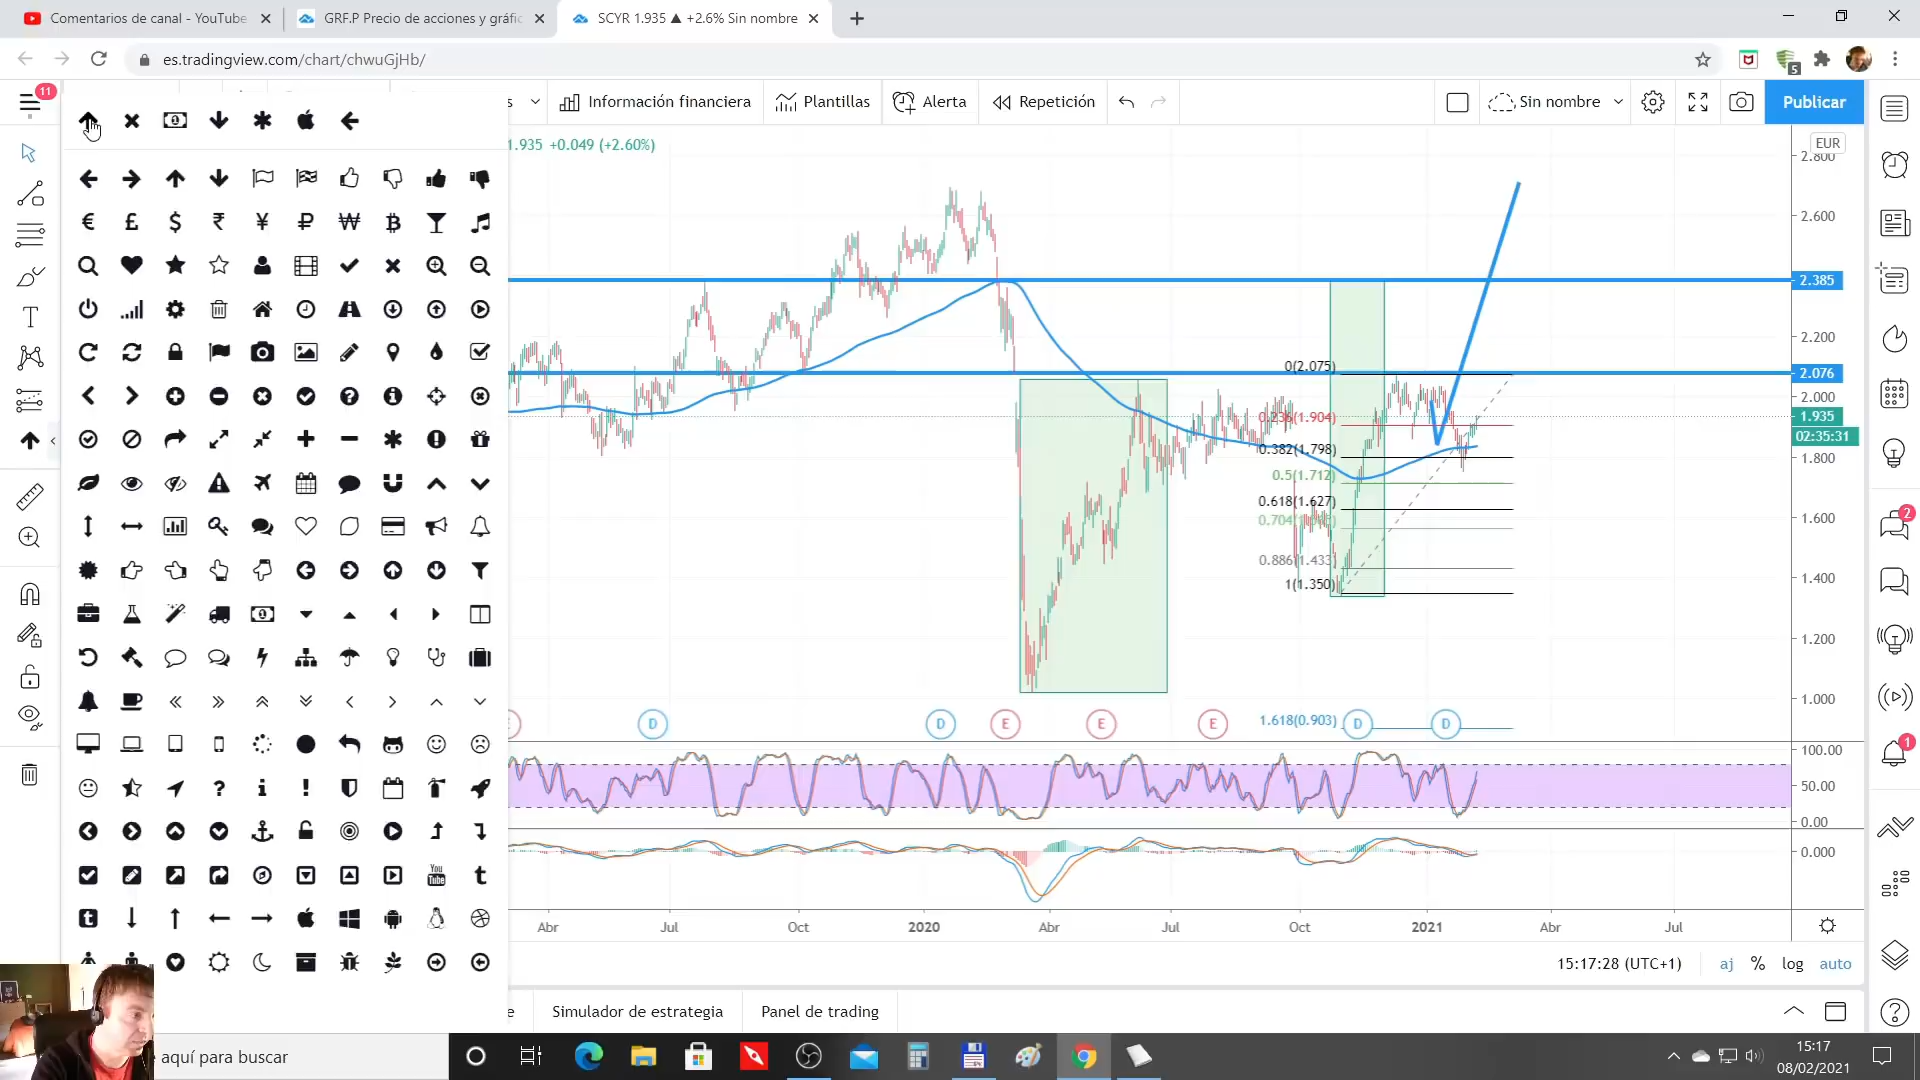 Comentarios de canal - YouTube
GRF.P Precio de acciones y gráfic
SCYR 1.935 ▲ +2.6% Sin nombre
es.tradingview.com/chart/chwuGjHb/
5
11
Información financiera
Plantillas
Alerta
Repetición
Sin nombre
Publicar
1.935 +0.049 (+2.60%)
EUR
2.800
2.600
2.385
2.200
2.076
2.000
1.935
02:35:31
1.800
1.600
1.400
1.200
1.000
0(2.075)
0.236(1.904)
0.382(1.798)
0.5(1.712)
0.618(1.627)
0.886(1.433)
1(1.350)
1.618(0.903)
D
D
E
E
E
D
D
100.00
50.00
0.00
0.000
Abr
Jul
Oct
2020
Abr
Jul
Oct
2021
Abr
Jul
15:17:28 (UTC+1)
aj
%
log
auto
Simulador de estrategia
Panel de trading
aquí para buscar
15:17
08/02/2021
2
1
You
Tube